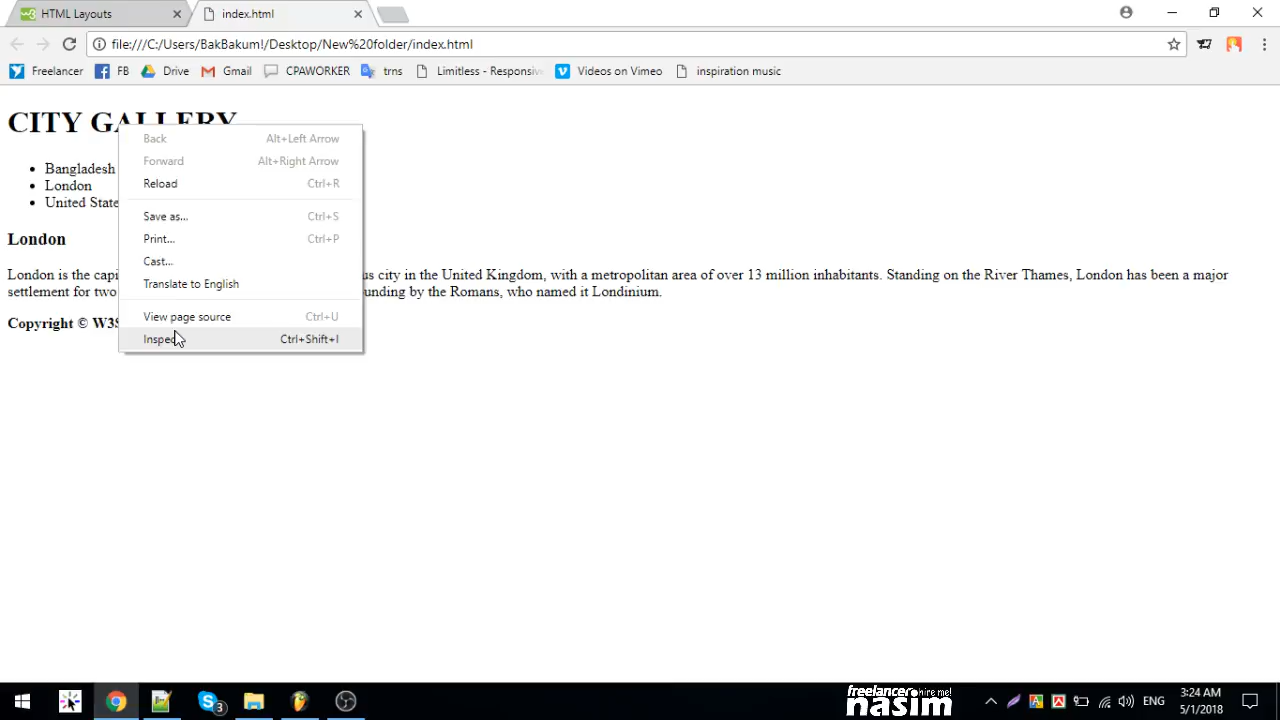 HTML Layouts
index.html
file:///C:/Users/BakBakum!/Desktop/New%20folder/index.html
Freelancer FB Drive Gmail CPAWORKER trns Limitless - Responsiv Videos on Vimeo inspiration music
CITY GALLERY
Back Alt+Left Arrow
Forward Alt+Right Arrow
Reload Ctrl+R
Save as... Ctrl+S
Print... Ctrl+P
Cast...
Translate to English
View page source Ctrl+U
Inspect Ctrl+Shift+I
Bangladesh
London
United State
London
London is the capi us city in the United Kingdom, with a metropolitan area of over 13 million inhabitants. Standing on the River Thames, London has been a major
settlement for two unding by the Romans, who named it Londinium.
Copyright © W3S
3
freelancer hire me!
nasim
ENG
3:24 AM
5/1/2018